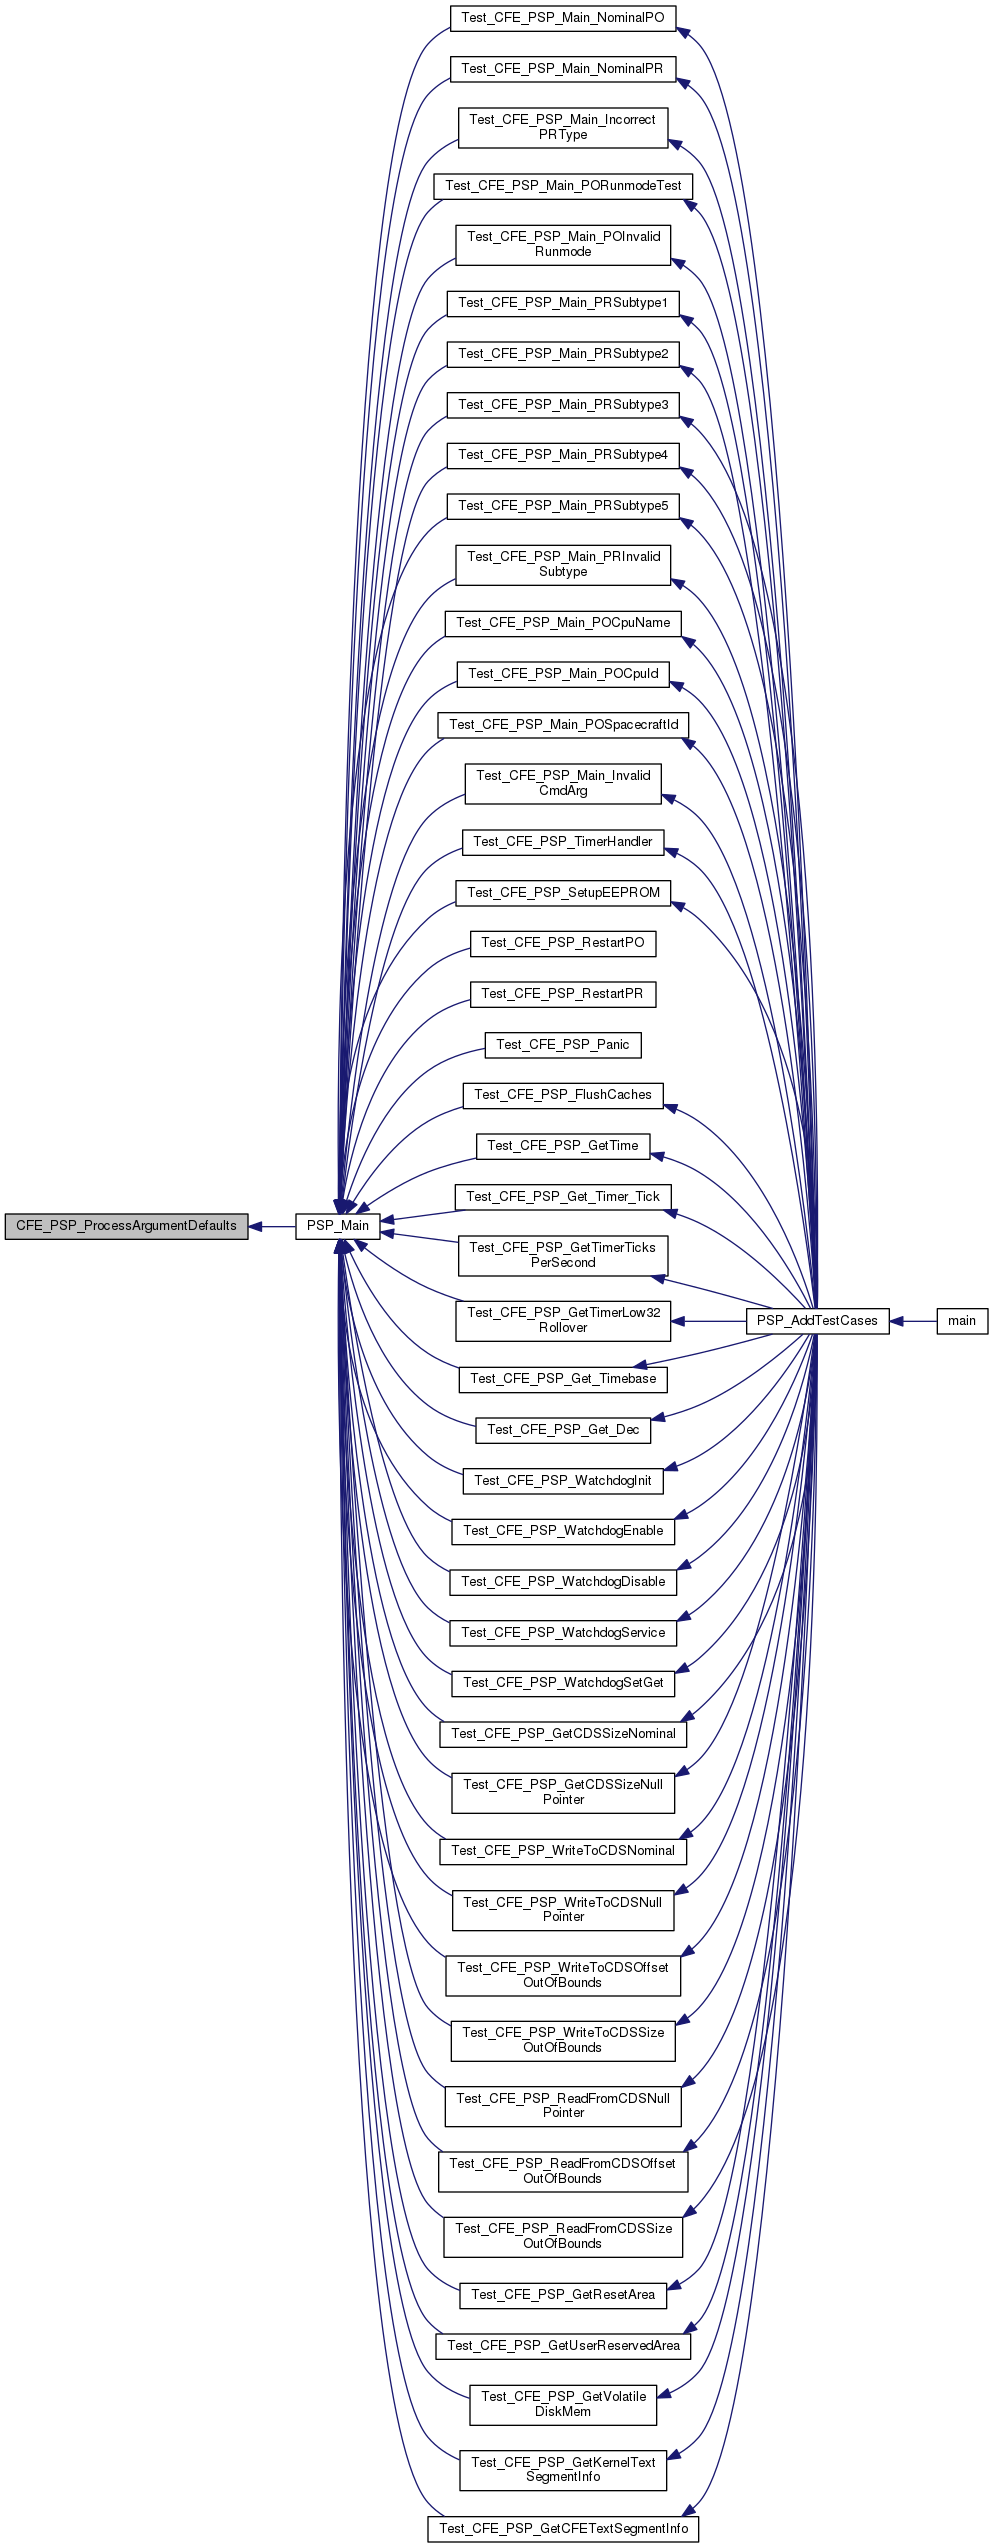 Test_CFE_PSP_Main_NominalPO
Test_CFE_PSP_Main_NominalPR
Test_CFE_PSP_Main_Incorrect
PRType
Test_CFE_PSP_Main_PORunmodeTest
Test_CFE_PSP_Main_POInvalid
Runmode
Test_CFE_PSP_Main_PRSubtype1
Test_CFE_PSP_Main_PRSubtype2
Test_CFE_PSP_Main_PRSubtype3
Test_CFE_PSP_Main_PRSubtype4
Test_CFE_PSP_Main_PRSubtype5
Test_CFE_PSP_Main_PRInvalid
Subtype
Test_CFE_PSP_Main_POCpuName
Test_CFE_PSP_Main_POCpuId
Test_CFE_PSP_Main_POSpacecraftId
Test_CFE_PSP_Main_Invalid
CmdArg
Test_CFE_PSP_TimerHandler
Test_CFE_PSP_SetupEEPROM
Test_CFE_PSP_RestartPO
Test_CFE_PSP_RestartPR
Test_CFE_PSP_Panic
Test_CFE_PSP_FlushCaches
Test_CFE_PSP_GetTime
Test_CFE_PSP_Get_Timer_Tick
CFE_PSP_ProcessArgumentDefaults
PSP_Main
Test_CFE_PSP_GetTimerTicks
PerSecond
Test_CFE_PSP_GetTimerLow32
Rollover
PSP_AddTestCases
main
Test_CFE_PSP_Get_Timebase
Test_CFE_PSP_Get_Dec
Test_CFE_PSP_WatchdogInit
Test_CFE_PSP_WatchdogEnable
Test_CFE_PSP_WatchdogDisable
Test_CFE_PSP_WatchdogService
Test_CFE_PSP_WatchdogSetGet
Test_CFE_PSP_GetCDSSizeNominal
Test_CFE_PSP_GetCDSSizeNull
Pointer
Test_CFE_PSP_WriteToCDSNominal
Test_CFE_PSP_WriteToCDSNull
Pointer
Test_CFE_PSP_WriteToCDSOffset
OutOfBounds
Test_CFE_PSP_WriteToCDSSize
OutOfBounds
Test_CFE_PSP_ReadFromCDSNull
Pointer
Test_CFE_PSP_ReadFromCDSOffset
OutOfBounds
Test_CFE_PSP_ReadFromCDSSize
OutOfBounds
Test_CFE_PSP_GetResetArea
Test_CFE_PSP_GetUserReservedArea
Test_CFE_PSP_GetVolatile
DiskMem
Test_CFE_PSP_GetKernelText
SegmentInfo
Test_CFE_PSP_GetCFETextSegmentInfo